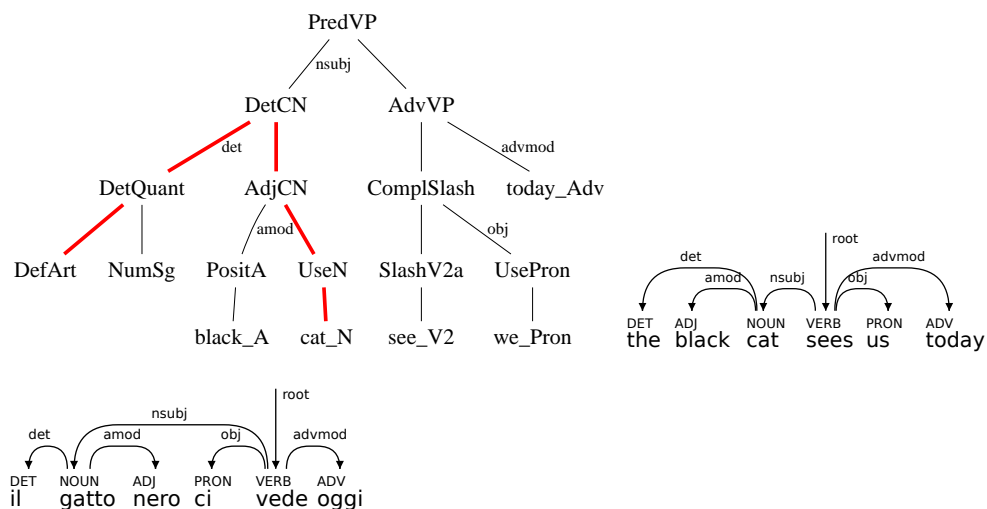 PredVP
nsubj
DetCN AdvVP
det advmod
DetQuant AdjCN ComplSlash today_Adv
amod obj
DefArt NumSg PositA UseN SlashV2a UsePron
black_A cat_N see_V2 we_Pron
root
det advmod
amod nsubj obj
DET ADJ NOUN VERB PRON ADV
the black cat sees us today
root
nsubj
det amod obj advmod
DET NOUN ADJ PRON VERB ADV
il gatto nero ci vede oggi